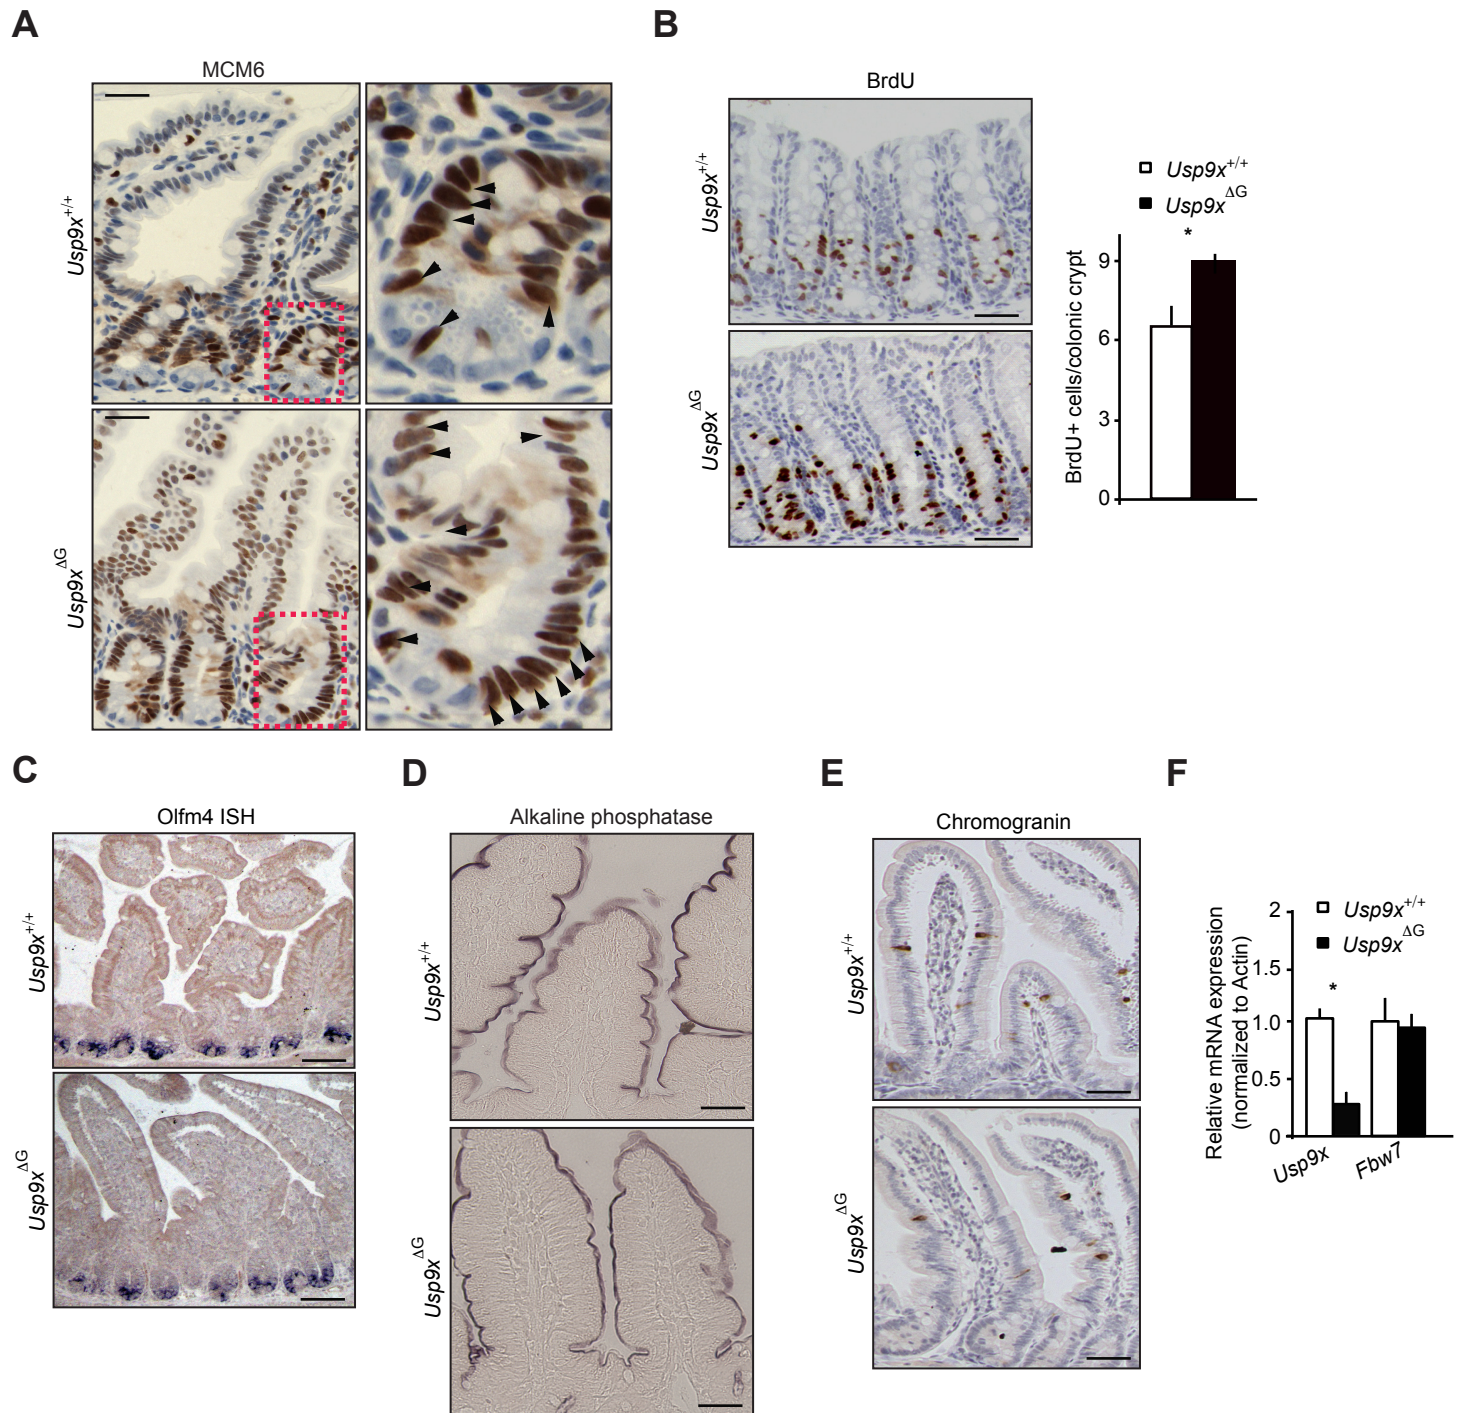 A
MCM6
Usp9x+/+
Usp9xΔG
B
BrdU
Usp9x+/+
Usp9xΔG
Usp9x+/+
Usp9xΔG
*
BrdU+ cells/colonic crypt
9
6
3
0
C
Olfm4 ISH
Usp9x+/+
Usp9xΔG
D
Alkaline phosphatase
Usp9x+/+
Usp9xΔG
E
Chromogranin
Usp9x+/+
Usp9xΔG
F
Usp9x+/+
Usp9xΔG
*
Relative mRNA expression
(normalized to Actin)
2
1.5
1.0
0.5
0
Usp9x
Fbw7